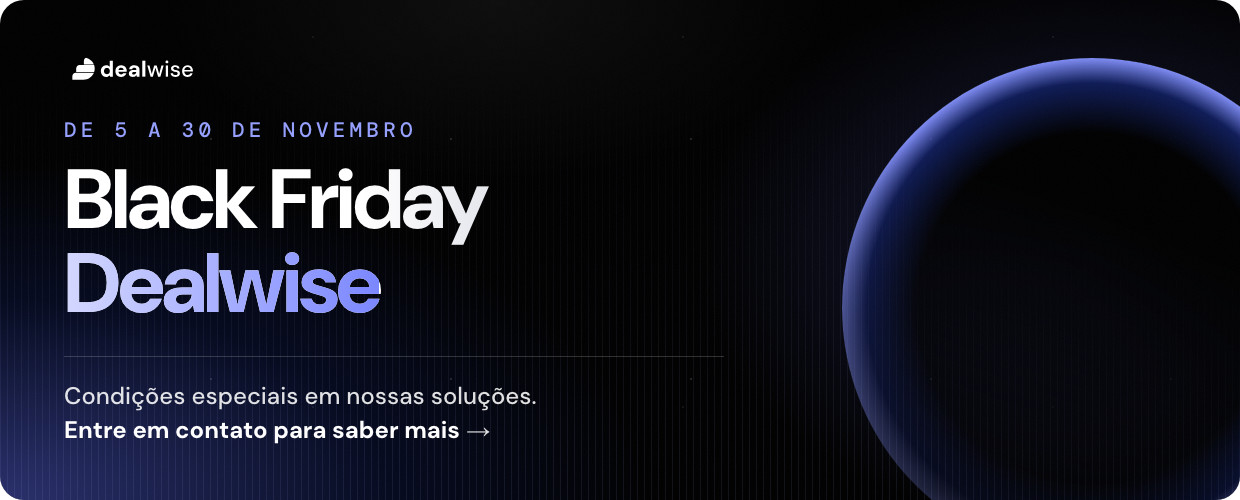 dealwise
DE 5 A 30 DE NOVEMBRO
Black Friday
Dealwise
Condições especiais em nossas soluções.
Entre em contato para saber mais →